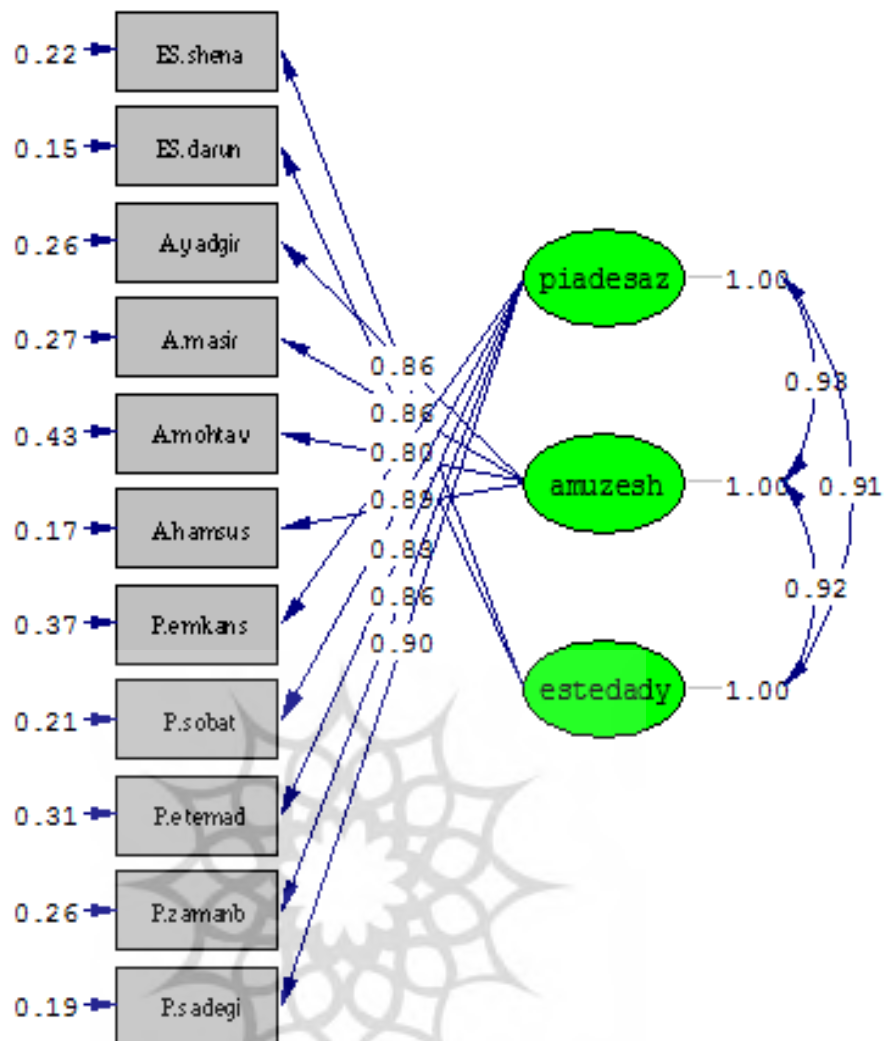 0.22 ES.shena
0.15 ES.darun
0.26 A.yadgir
0.27 A.masir
0.43 A.mohtav
0.17 A.hamsus
0.37 P.emkans
0.21 P.sobat
0.31 P.etemad
0.26 P.zamanb
0.19 P.sadegi
0.86
0.86
0.80
0.89
0.83
0.86
0.90
piadesaz 1.00
amuzesh 1.00
estedady 1.00
0.93
0.91
0.92